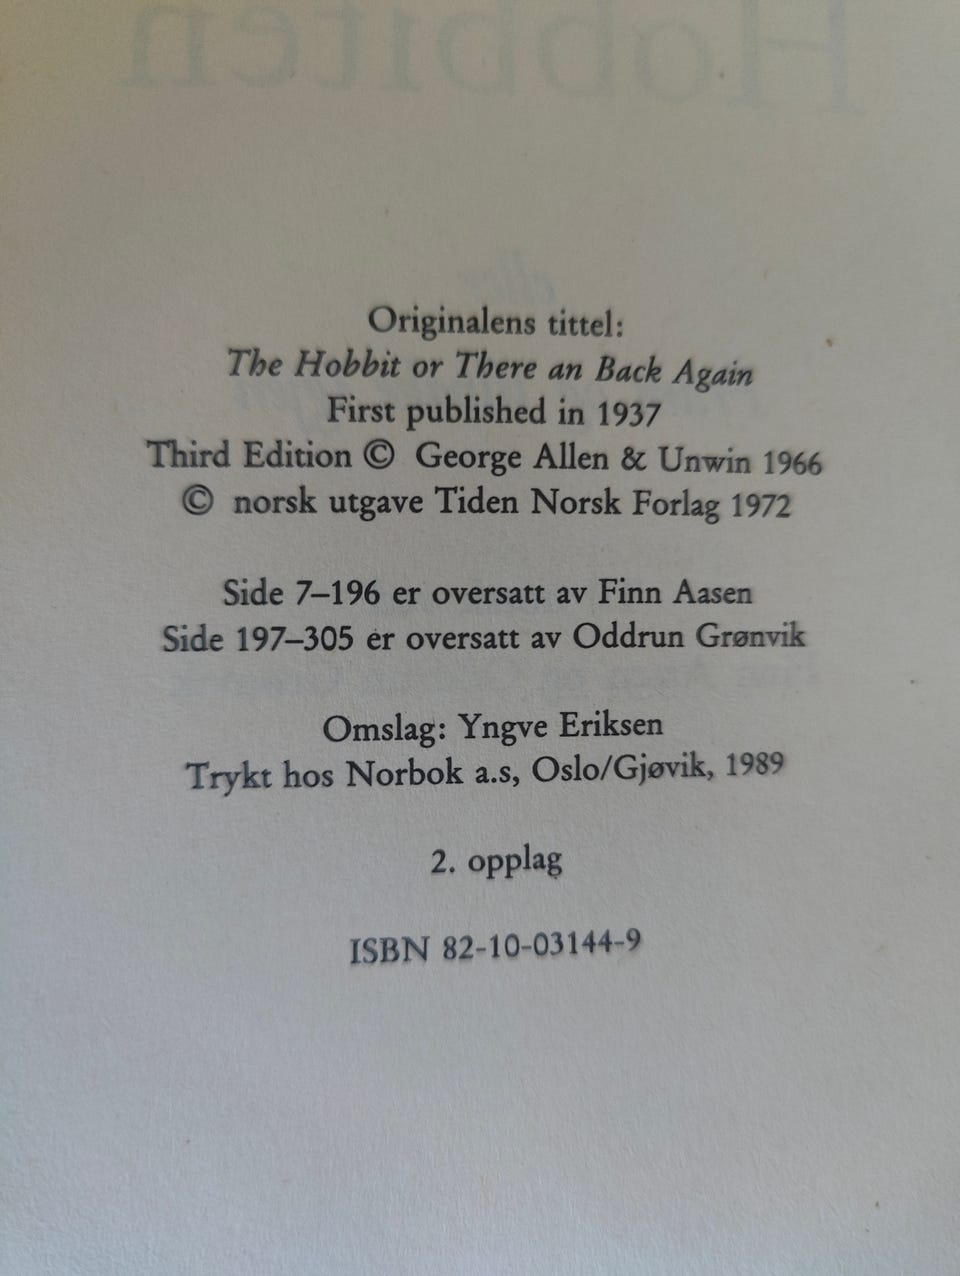 Hobbiten
eller
Originalens tittel:
The Hobbit or There an Back Again
First published in 1937
Third Edition © George Allen & Unwin 1966
© norsk utgave Tiden Norsk Forlag 1972
Side 7–196 er oversatt av Finn Aasen
Side 197–305 er oversatt av Oddrun Grønvik
Omslag: Yngve Eriksen
Trykt hos Norbok a.s, Oslo/Gjøvik, 1989
2. opplag
ISBN 82-10-03144-9